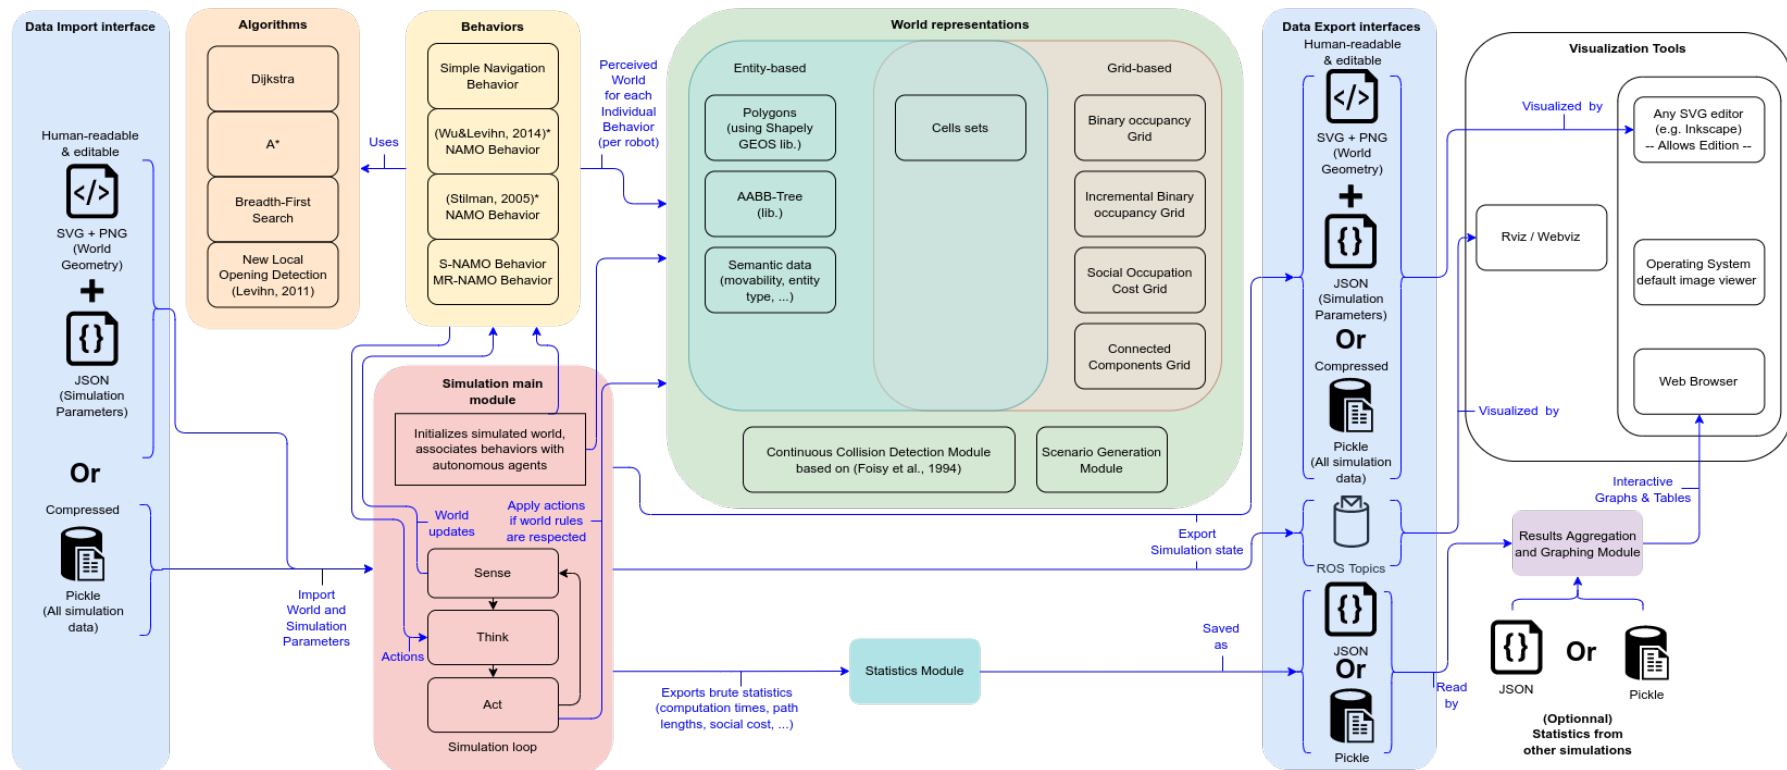 Data Import interface
Human-readable
& editable
</>
SVG + PNG
(World
Geometry)
+
{}
JSON
(Simulation
Parameters)
Or
Compressed
Pickle
(All simulation
data)
Import
World and
Simulation
Parameters
Algorithms
Dijkstra
A*
Breadth-First
Search
New Local
Opening Detection
(Levihn, 2011)
Uses
Behaviors
Simple Navigation
Behavior
(Wu&Levihn, 2014)*
NAMO Behavior
(Stilman, 2005)*
NAMO Behavior
S-NAMO Behavior
MR-NAMO Behavior
Perceived
World
for each
Individual
Behavior
(per robot)
Simulation main
module
Initializes simulated world,
associates behaviors with
autonomous agents
World
updates
Apply actions
if world rules
are respected
Sense
Think
Actions
Act
Simulation loop
World representations
Entity-based
Polygons
(using Shapely
GEOS lib.)
AABB-Tree
(lib.)
Semantic data
(movability, entity
type, ...)
Cells sets
Grid-based
Binary occupancy
Grid
Incremental Binary
occupancy Grid
Social Occupation
Cost Grid
Connected
Components Grid
Continuous Collision Detection Module
based on (Foisy et al., 1994)
Scenario Generation
Module
Export
Simulation state
Exports brute statistics
(computation times, path
lengths, social cost, ...)
Statistics Module
Saved
as
Data Export interfaces
Human-readable
& editable
</>
SVG + PNG
(World
Geometry)
+
{}
JSON
(Simulation
Parameters)
Or
Compressed
Pickle
(All simulation
data)
ROS Topics
{}
JSON
Or
Pickle
Read
by
Visualized by
Visualized by
Visualization Tools
Any SVG editor
(e.g. Inkscape)
-- Allows Edition --
Rviz / Webviz
Operating System
default image viewer
Web Browser
Interactive
Graphs & Tables
Results Aggregation
and Graphing Module
{}
JSON
Or
Pickle
(Optionnal)
Statistics from
other simulations